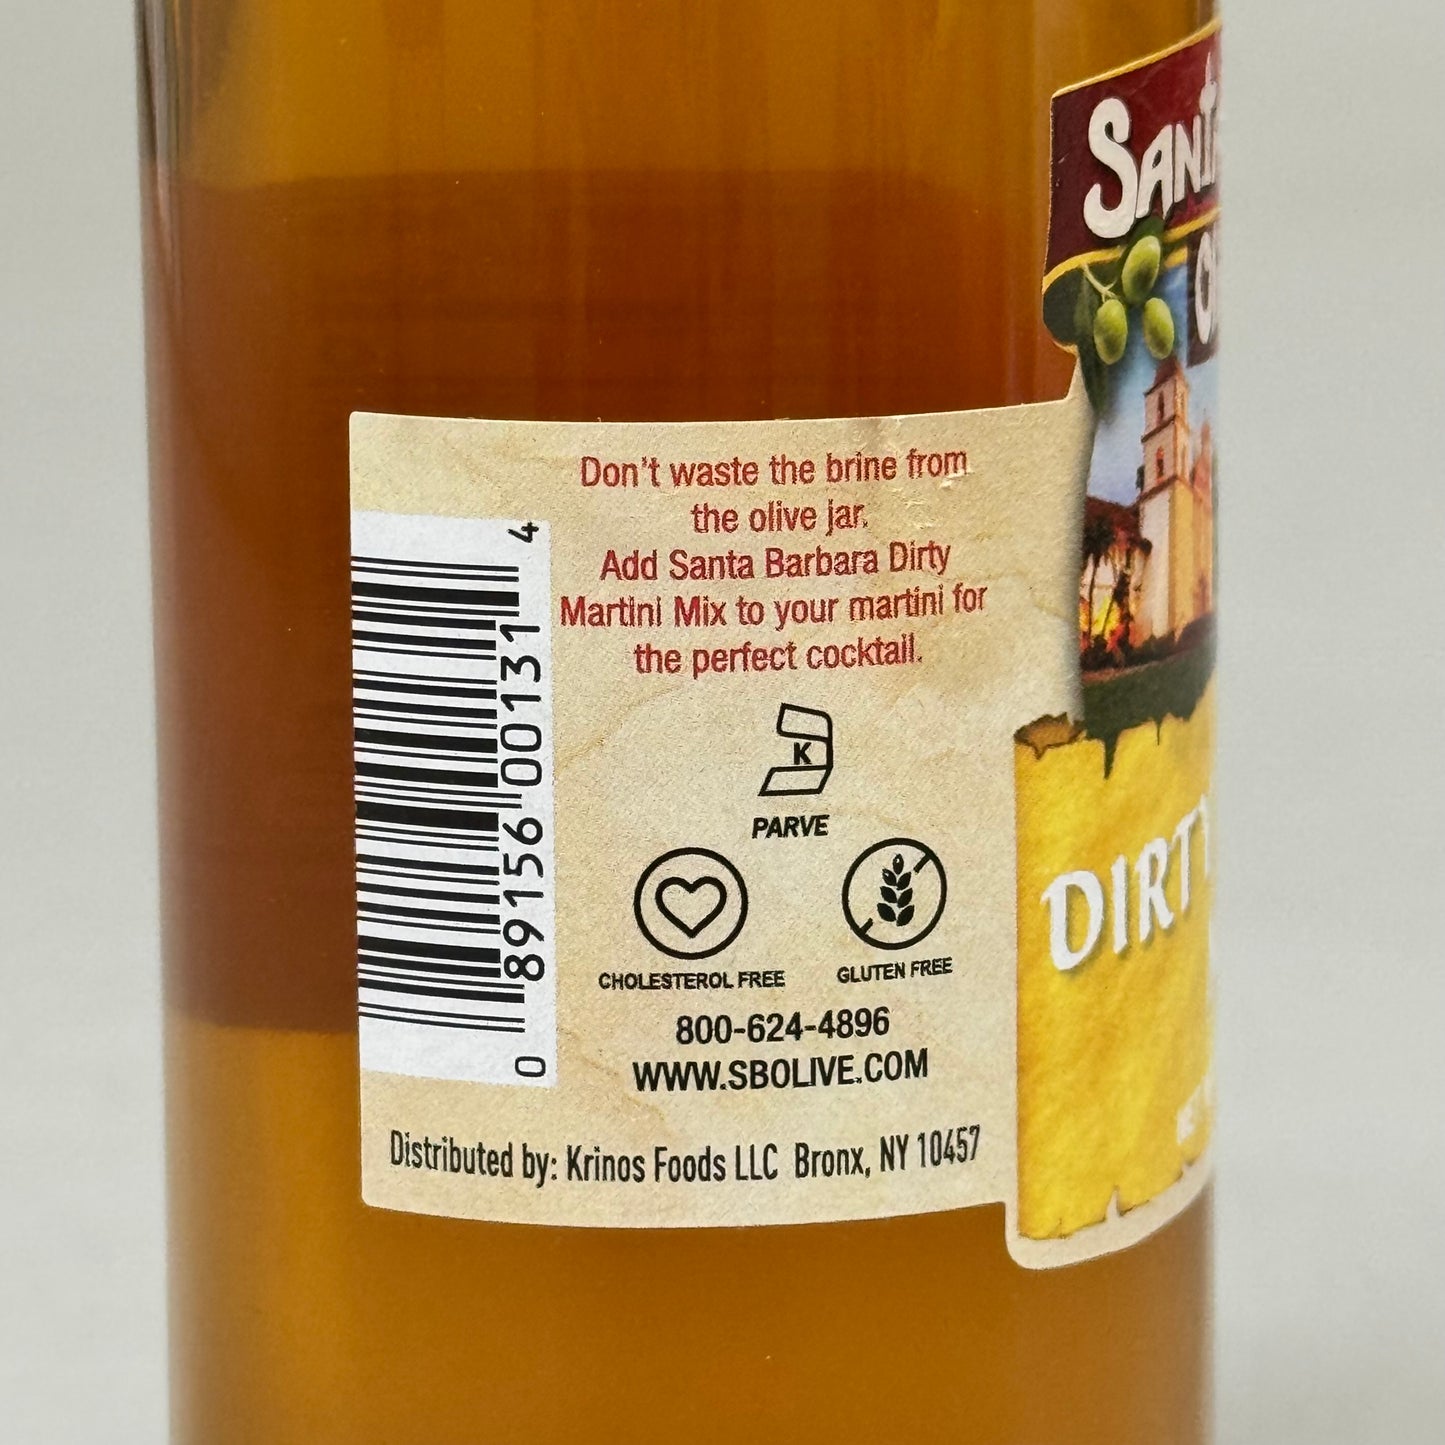 Don't waste the brine from
the olive jar.
Add Santa Barbara Dirty
Martini Mix to your martini for
the perfect cocktail.
K
PARVE
CHOLESTEROL FREE
GLUTEN FREE
800-624-4896
WWW.SBOLIVE.COM
Distributed by: Krinos Foods LLC Bronx, NY 10457
0 89156 00131 4
SANT
DIRTY